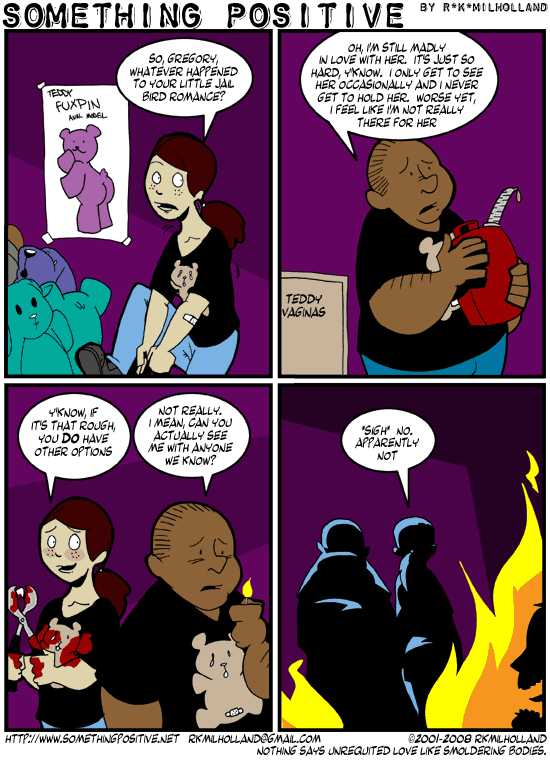 SOMETHING POSITIVE BY R*K*MILHOLLAND
SO, GREGORY,
WHATEVER HAPPENED
TO YOUR LITTLE JAIL
BIRD ROMANCE?
TEDDY
FUXPIN
ANAL MODEL
OH, I'M STILL MADLY
IN LOVE WITH HER. IT'S JUST SO
HARD, Y'KNOW. I ONLY GET TO SEE
HER OCCASIONALLY AND I NEVER
GET TO HOLD HER. WORSE YET,
I FEEL LIKE I'M NOT REALLY
THERE FOR HER
TEDDY
VAGINAS
Y'KNOW, IF
IT'S THAT ROUGH,
YOU DO HAVE
OTHER OPTIONS
NOT REALLY.
I MEAN, CAN YOU
ACTUALLY SEE
ME WITH ANYONE
WE KNOW?
*SIGH* NO.
APPARENTLY
NOT
HTTP://WWW.SOMETHINGPOSITIVE.NET RKMILHOLLAND@GMAIL.COM ©2001-2008 RKMILHOLLAND
NOTHING SAYS UNREQUITED LOVE LIKE SMOLDERING BODIES.